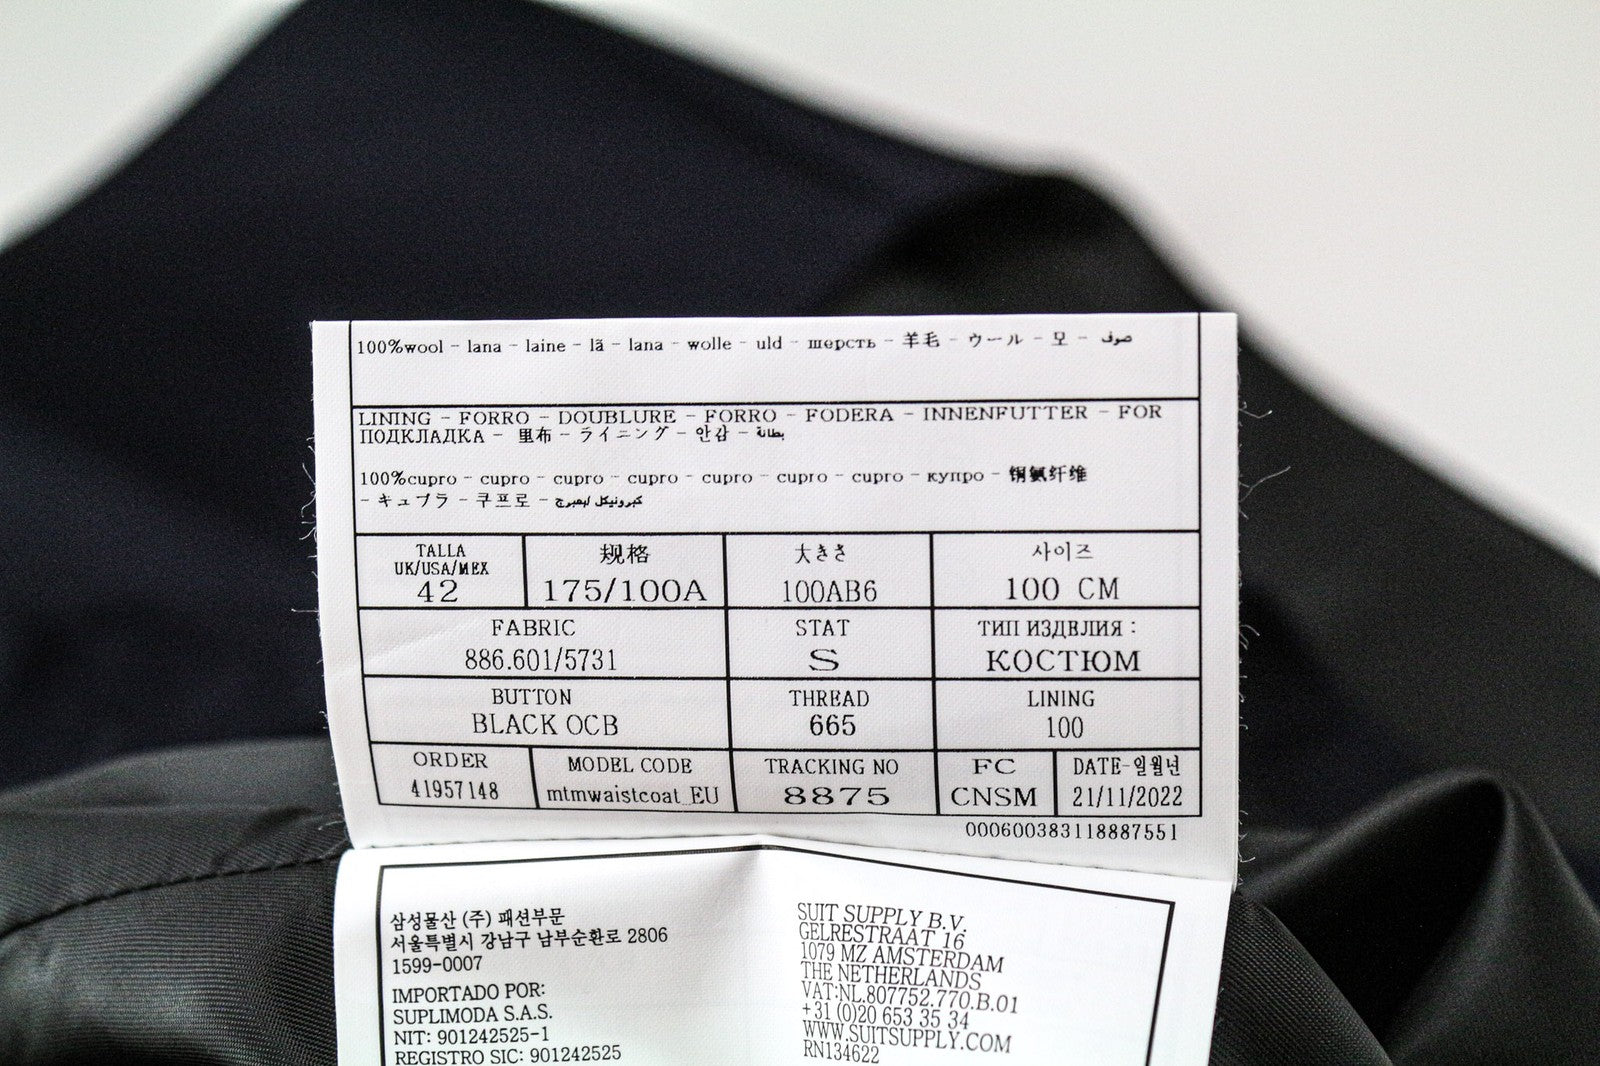 100%wool - lana - laine - lã - lana - wolle - uld - шерсть - 羊毛 - ウール - 모 - صوف
LINING - FORRO - DOUBLURE - FORRO - FODERA - INNENFUTTER - FOR
ПОДКЛАДКА - 里布 - ライニング - 안감 - بطانة
100%cupro - cupro - cupro - cupro - cupro - cupro - cupro - купро - 铜氨纤维
- キュプラ - 쿠프로 -
TALLA
UK/USA/MEX
42
规格
175/100A
大きさ
100AB6
사이즈
100 CM
FABRIC
886.601/5731
STAT
S
ТИП ИЗДЕЛИЯ:
КОСТЮМ
BUTTON
BLACK OCB
THREAD
665
LINING
100
ORDER
41957148
MODEL CODE
mtmwaistcoat_EU
TRACKING NO
8875
FC
CNSM
DATE-일월년
21/11/2022
000600383118887551
삼성물산 (주) 패션부문
서울특별시 강남구 남부순환로 2806
1599-0007
IMPORTADO POR:
SUPLIMODA S.A.S.
NIT: 901242525-1
REGISTRO SIC: 901242525
SUIT SUPPLY B.V.
GELRESTRAAT 16
1079 MZ AMSTERDAM
THE NETHERLANDS
VAT:NL.807752.770.B.01
+31 (0)20 653 35 34
WWW.SUITSUPPLY.COM
RN134622